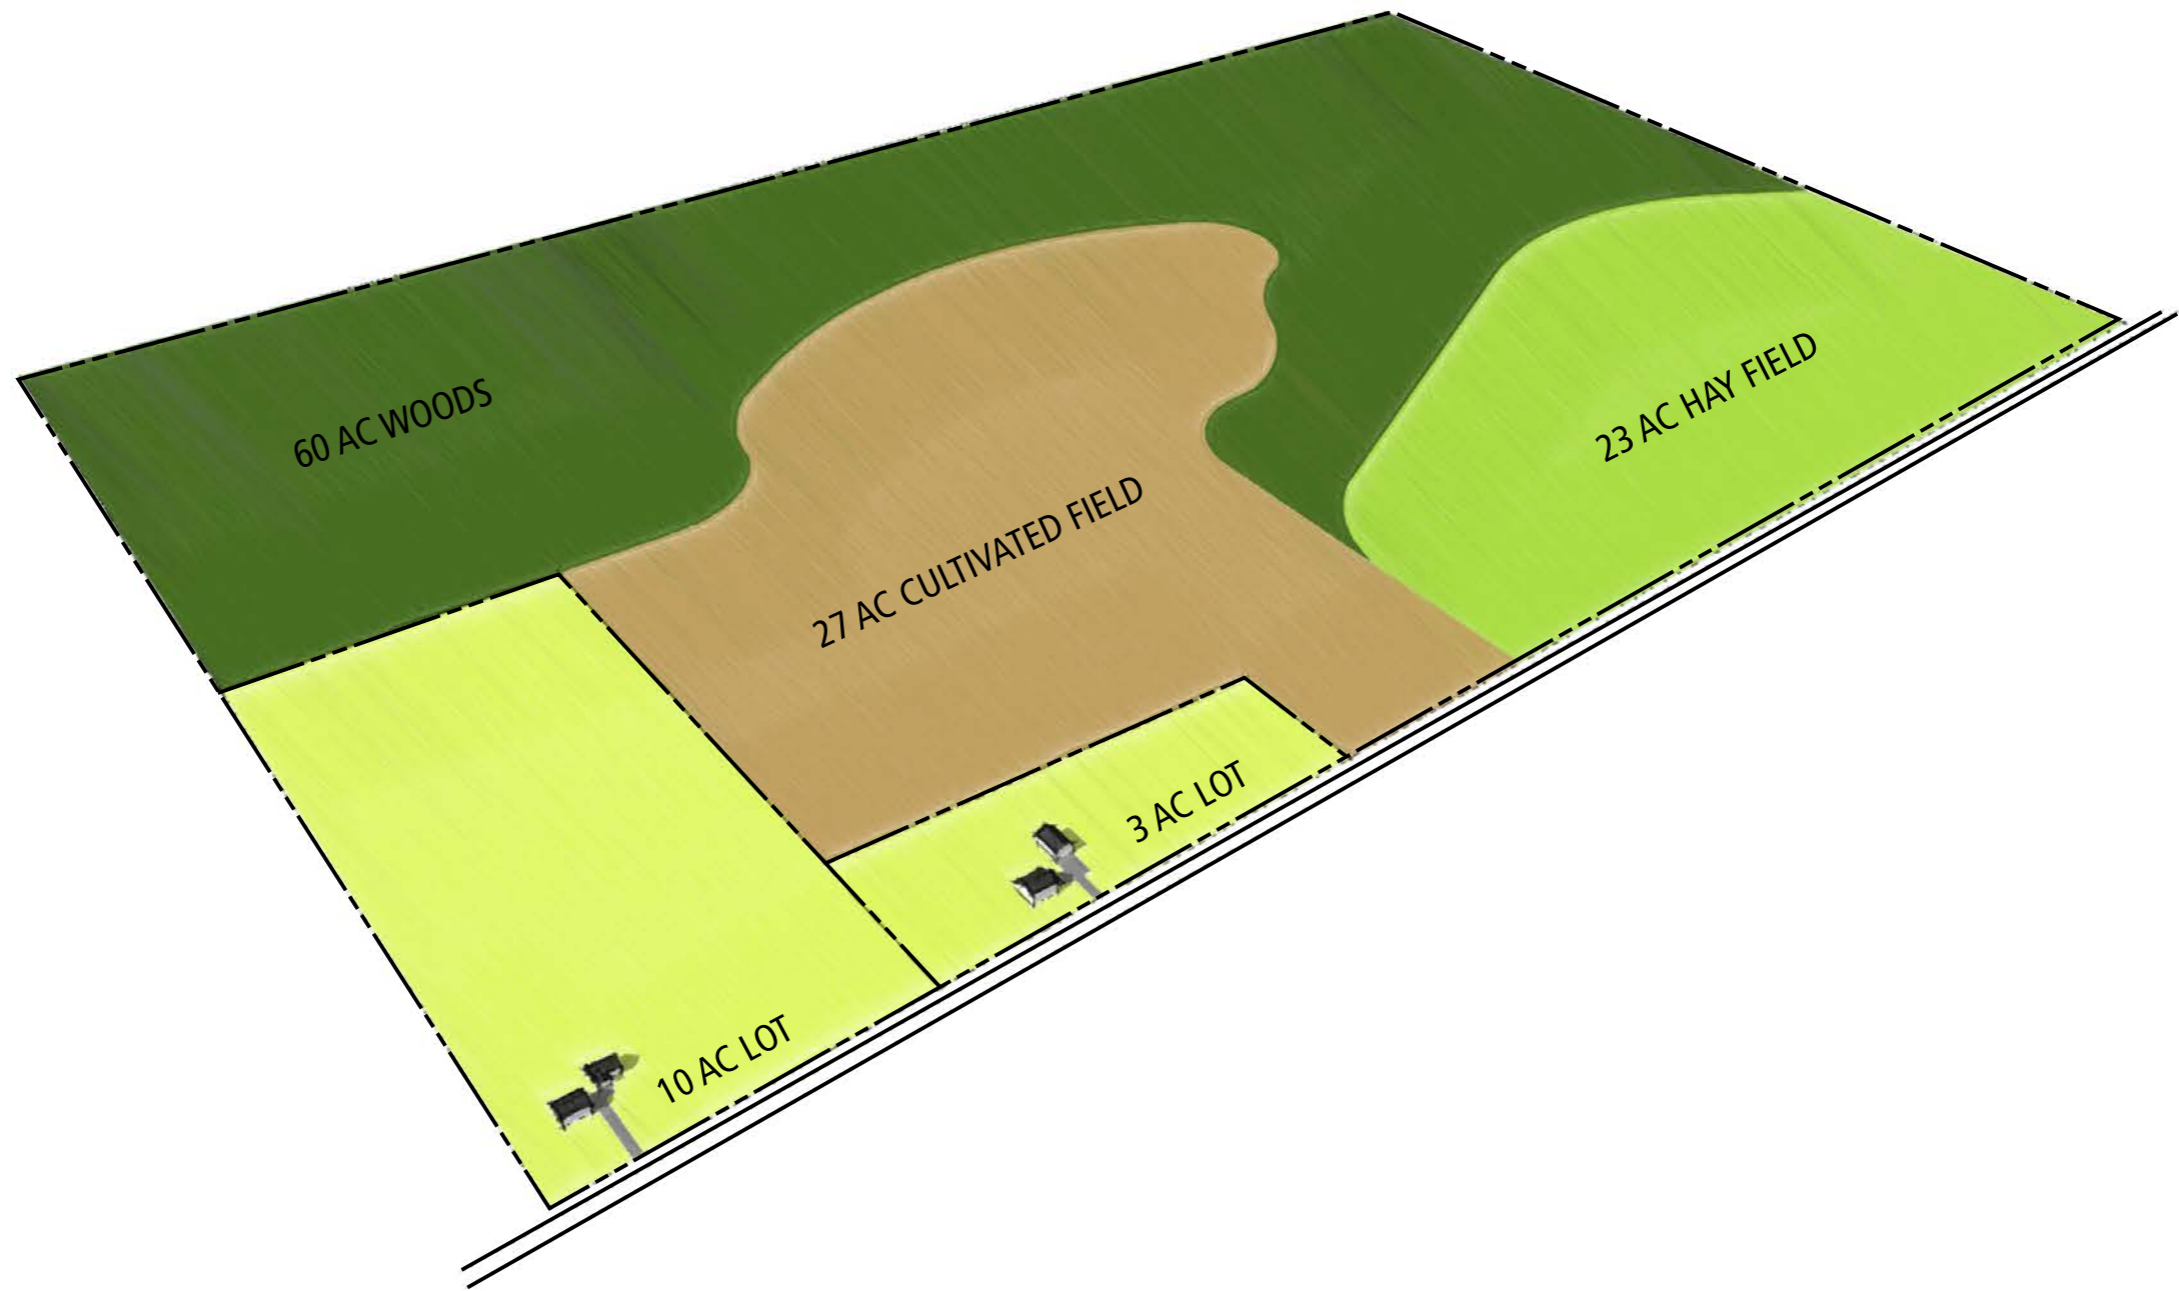 60 AC WOODS
23 AC HAY FIELD
27 AC CULTIVATED FIELD
3 AC LOT
10 AC LOT